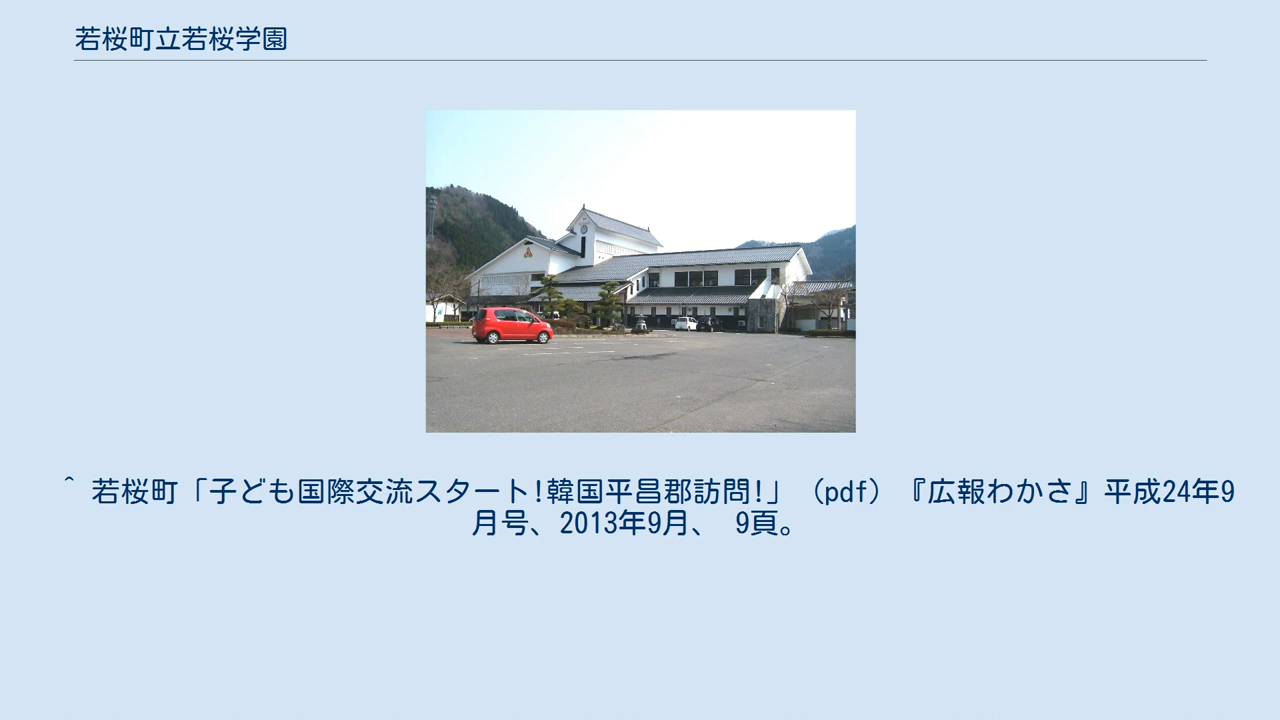 若桜町立若桜学園
^ 若桜町「子ども国際交流スタート!韓国平昌郡訪問!」（pdf）『広報わかさ』平成24年9
月号、2013年9月、 9頁。